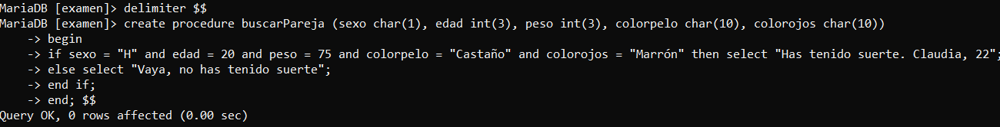 MariaDB [examen]> delimiter $$
MariaDB [examen]> create procedure buscarPareja (sexo char(1), edad int(3), peso int(3), colorpelo char(10), colorojos char(10))
    -> begin
    -> if sexo = "H" and edad = 20 and peso = 75 and colorpelo = "Castaño" and colorojos = "Marrón" then select "Has tenido suerte. Claudia, 22";
    -> else select "Vaya, no has tenido suerte";
    -> end if;
    -> end; $$
Query OK, 0 rows affected (0.00 sec)